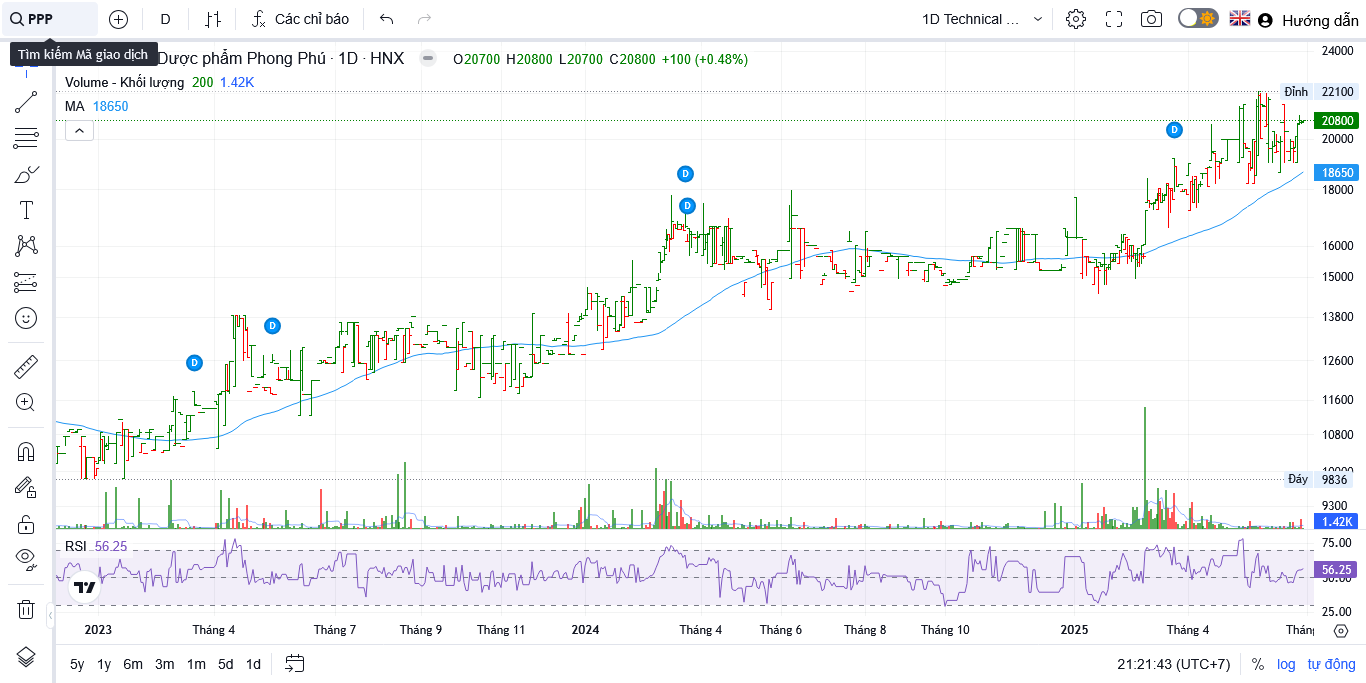 PPP
D
Các chỉ báo
1D Technical ...
Hướng dẫn
Tìm kiếm Mã giao dịch
Dược phẩm Phong Phú · 1D · HNX
O20700 H20800 L20700 C20800 +100 (+0.48%)
Volume - Khối lượng 200 1.42K
MA 18650
24000
Đỉnh 22100
20800
20000
18650
18000
16000
15000
13800
12600
11600
10800
10000
Đáy 9836
9300
1.42K
D
D
D
D
D
RSI 56.25
75.00
56.25
50.00
25.00
2023 Tháng 4 Tháng 7 Tháng 9 Tháng 11 2024 Tháng 4 Tháng 6 Tháng 8 Tháng 10 2025 Tháng 4
5y 1y 6m 3m 1m 5d 1d
21:21:43 (UTC+7) % log tự động